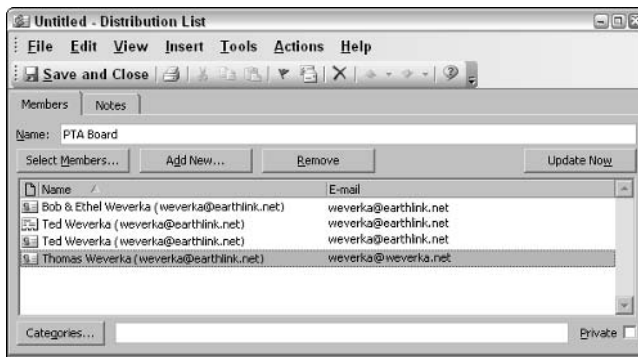 Untitled - Distribution List
File Edit View Insert Tools Actions Help
Save and Close
Members Notes
Name: PTA Board
Select Members... Add New... Remove Update Now
Name E-mail
Bob & Ethel Weverka (weverka@earthlink.net) weverka@earthlink.net
Ted Weverka (weverka@earthlink.net) weverka@earthlink.net
Ted Weverka (weverka@earthlink.net) weverka@earthlink.net
Thomas Weverka (weverka@earthlink.net) weverka@weverka.net
Categories... Private